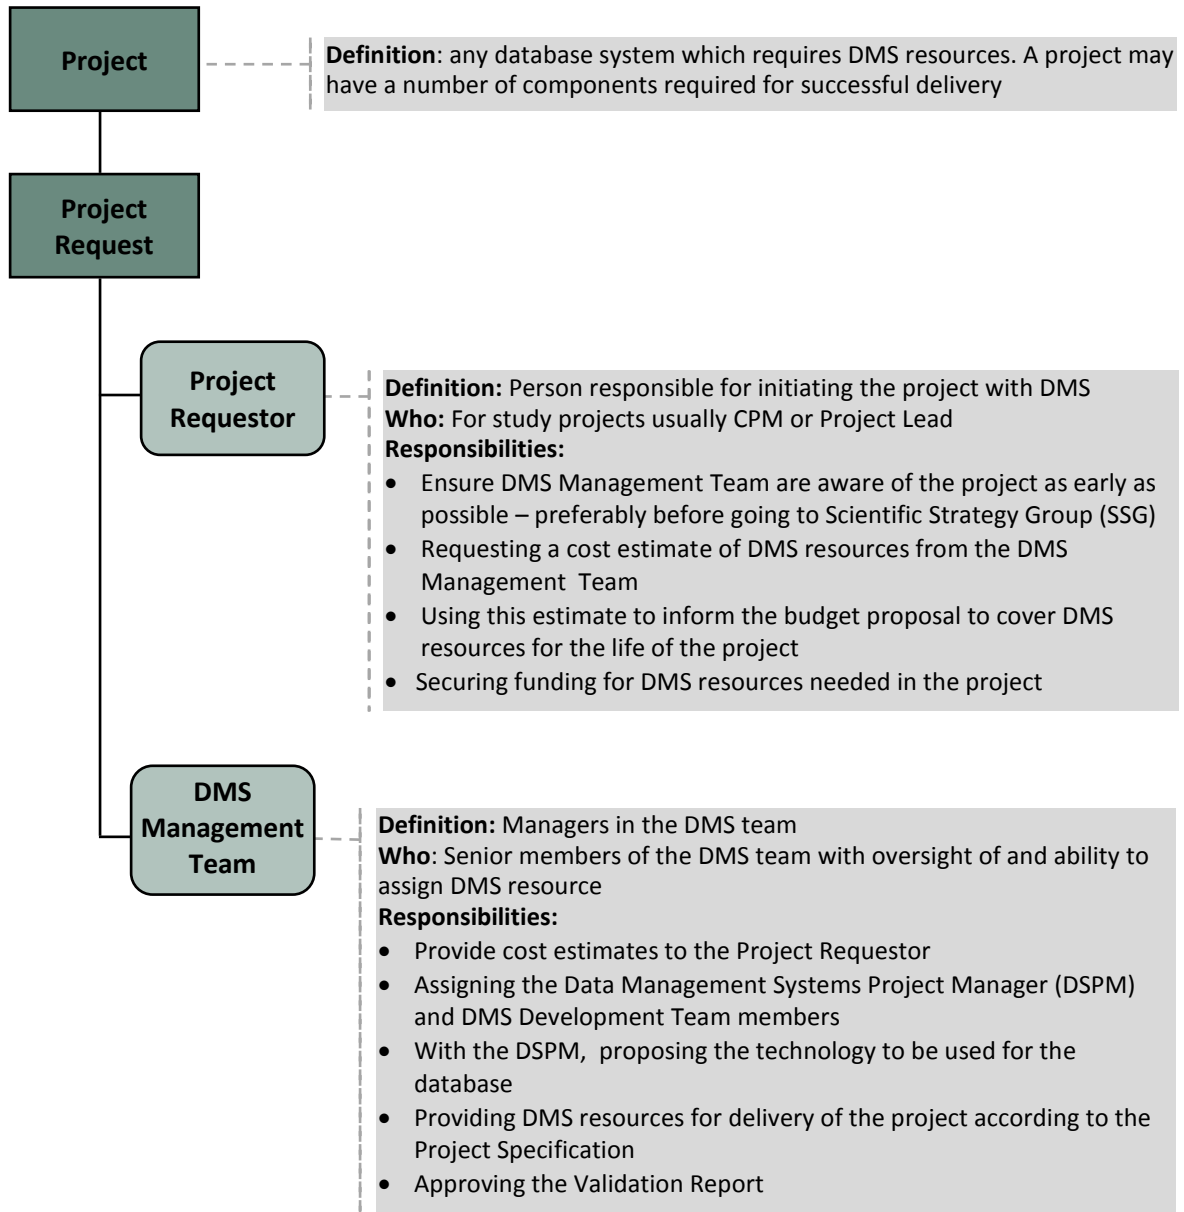 Project
Definition: any database system which requires DMS resources. A project may
have a number of components required for successful delivery
Project
Request
Project
Requestor
Definition: Person responsible for initiating the project with DMS
Who: For study projects usually CPM or Project Lead
Responsibilities:
• Ensure DMS Management Team are aware of the project as early as
possible – preferably before going to Scientific Strategy Group (SSG)
• Requesting a cost estimate of DMS resources from the DMS
Management Team
• Using this estimate to inform the budget proposal to cover DMS
resources for the life of the project
• Securing funding for DMS resources needed in the project
DMS
Management
Team
Definition: Managers in the DMS team
Who: Senior members of the DMS team with oversight of and ability to
assign DMS resource
Responsibilities:
• Provide cost estimates to the Project Requestor
• Assigning the Data Management Systems Project Manager (DSPM)
and DMS Development Team members
• With the DSPM, proposing the technology to be used for the
database
• Providing DMS resources for delivery of the project according to the
Project Specification
• Approving the Validation Report